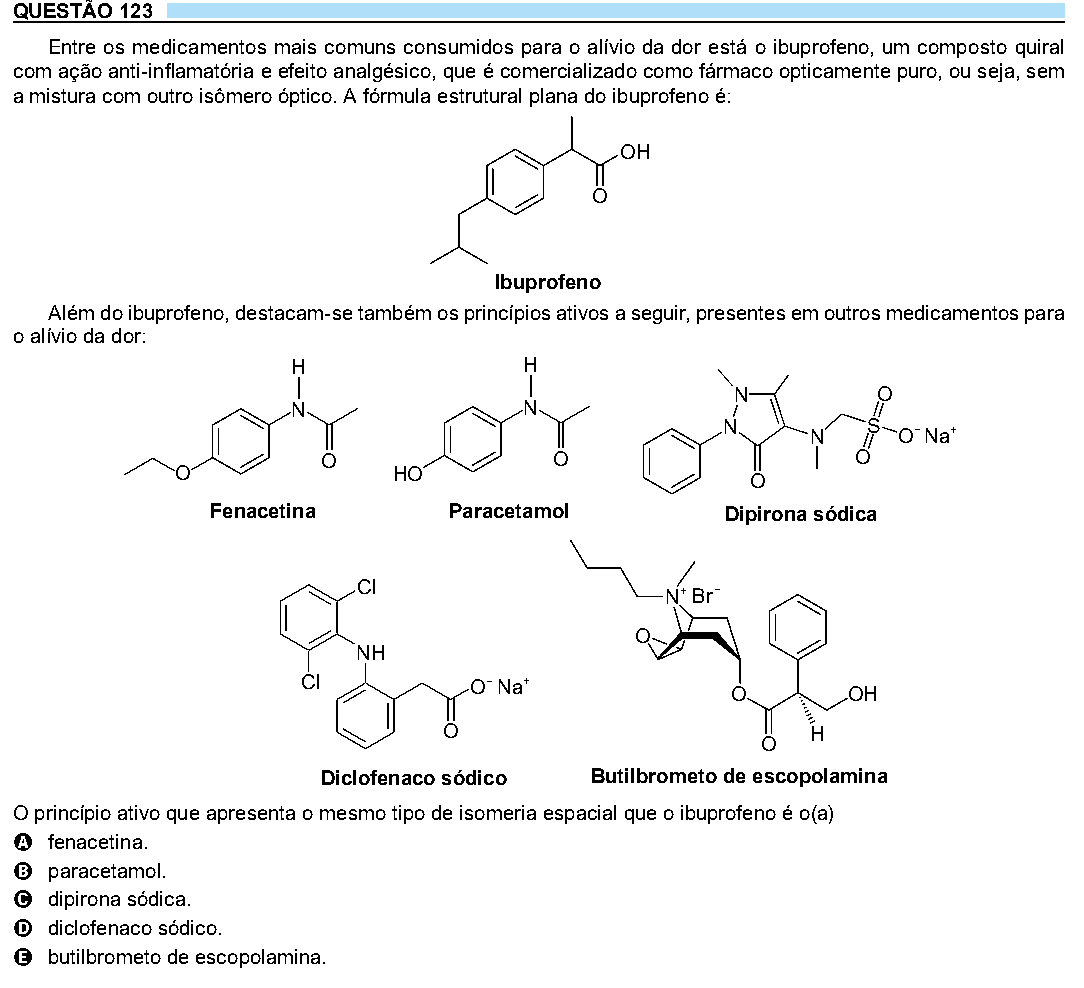 QUESTÃO 123
Entre os medicamentos mais comuns consumidos para o alívio da dor está o ibuprofeno, um composto quiral
com ação anti-inflamatória e efeito analgésico, que é comercializado como fármaco opticamente puro, ou seja, sem
a mistura com outro isômero óptico. A fórmula estrutural plana do ibuprofeno é:
OH
O
Ibuprofeno
Além do ibuprofeno, destacam-se também os princípios ativos a seguir, presentes em outros medicamentos para
o alívio da dor:
H
N
O
O
Fenacetina
H
N
O
HO
Paracetamol
N
N
O
N
O
S
O
O⁻ Na⁺
Dipirona sódica
Cl
NH
Cl
O⁻ Na⁺
O
Diclofenaco sódico
N⁺ Br⁻
O
O
O
OH
H
Butilbrometo de escopolamina
O princípio ativo que apresenta o mesmo tipo de isomeria espacial que o ibuprofeno é o(a)
A fenacetina.
B paracetamol.
C dipirona sódica.
D diclofenaco sódico.
E butilbrometo de escopolamina.